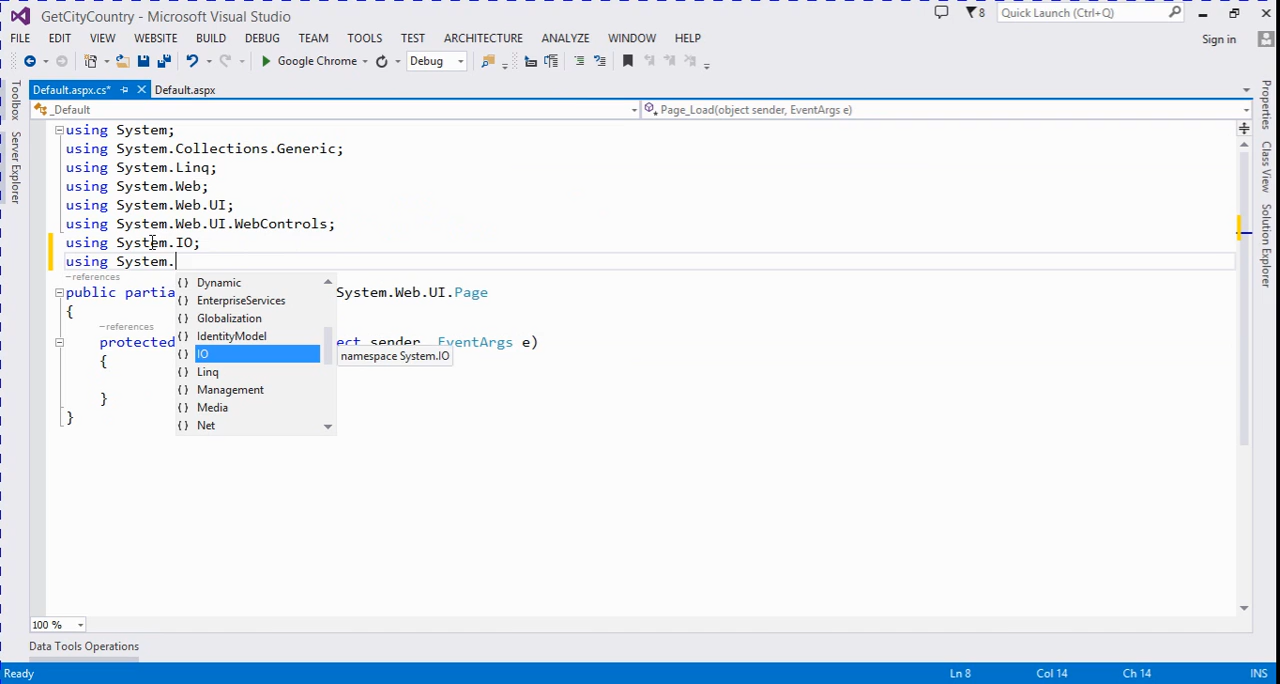 GetCityCountry - Microsoft Visual Studio
8
Quick Launch (Ctrl+Q)
FILE EDIT VIEW WEBSITE BUILD DEBUG TEAM TOOLS TEST ARCHITECTURE ANALYZE WINDOW HELP
Sign in
Google Chrome Debug
Default.aspx.cs* Default.aspx
_Default Page_Load(object sender, EventArgs e)
Toolbox
Server Explorer
Properties
Class View
Solution Explorer
using System;
using System.Collections.Generic;
using System.Linq;
using System.Web;
using System.Web.UI;
using System.Web.UI.WebControls;
using System.IO;
using System.
references
public partia System.Web.UI.Page
{
references
protected ect sender EventArgs e)
{
}
}
{ } Dynamic
{ } EnterpriseServices
{ } Globalization
{ } IdentityModel
{ } IO
namespace System.IO
{ } Linq
{ } Management
{ } Media
{ } Net
100 %
Data Tools Operations
Ready Ln 8 Col 14 Ch 14 INS